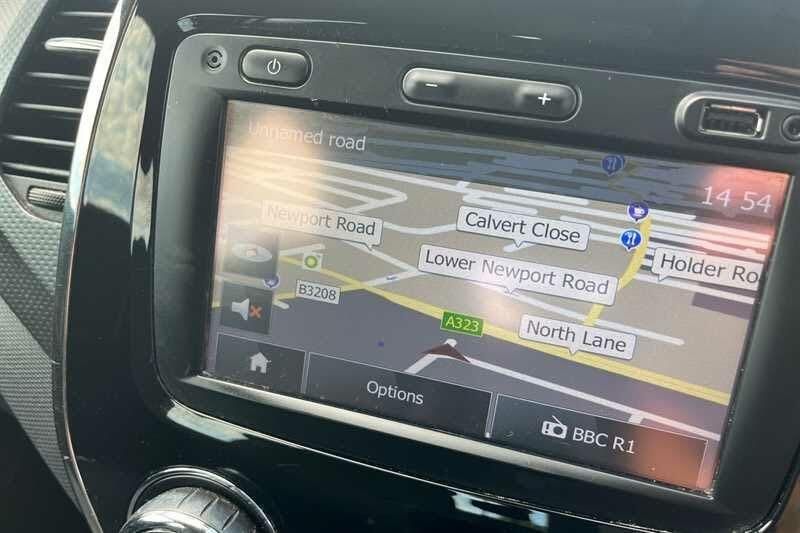 Unnamed road
14 54
Newport Road
Calvert Close
Lower Newport Road
Holder Ro
B3208
A323
North Lane
Options
BBC R1